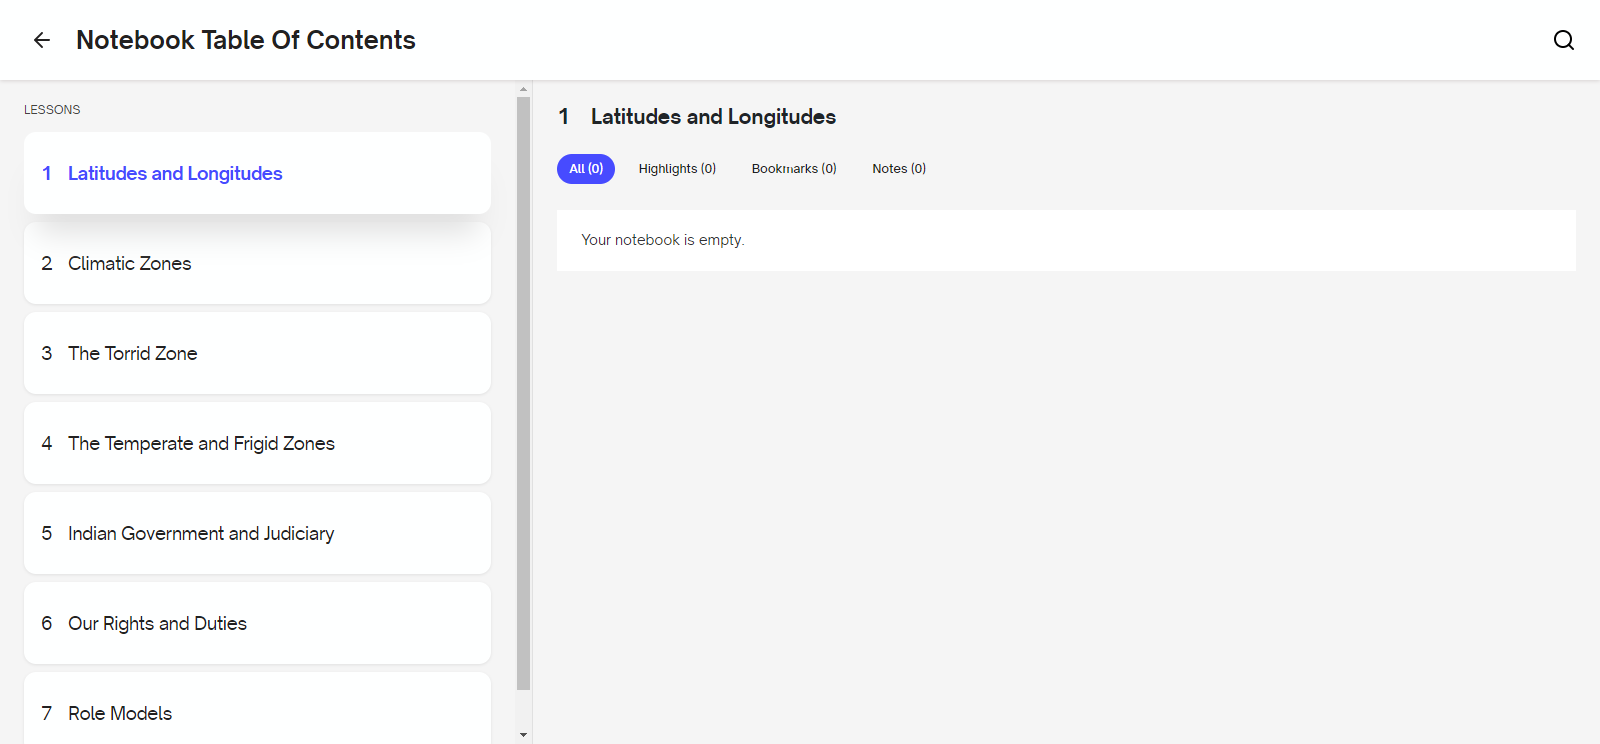 Notebook Table Of Contents
LESSONS
1 Latitudes and Longitudes
2 Climatic Zones
3 The Torrid Zone
4 The Temperate and Frigid Zones
5 Indian Government and Judiciary
6 Our Rights and Duties
7 Role Models
1 Latitudes and Longitudes
All (0) Highlights (0) Bookmarks (0) Notes (0)
Your notebook is empty.